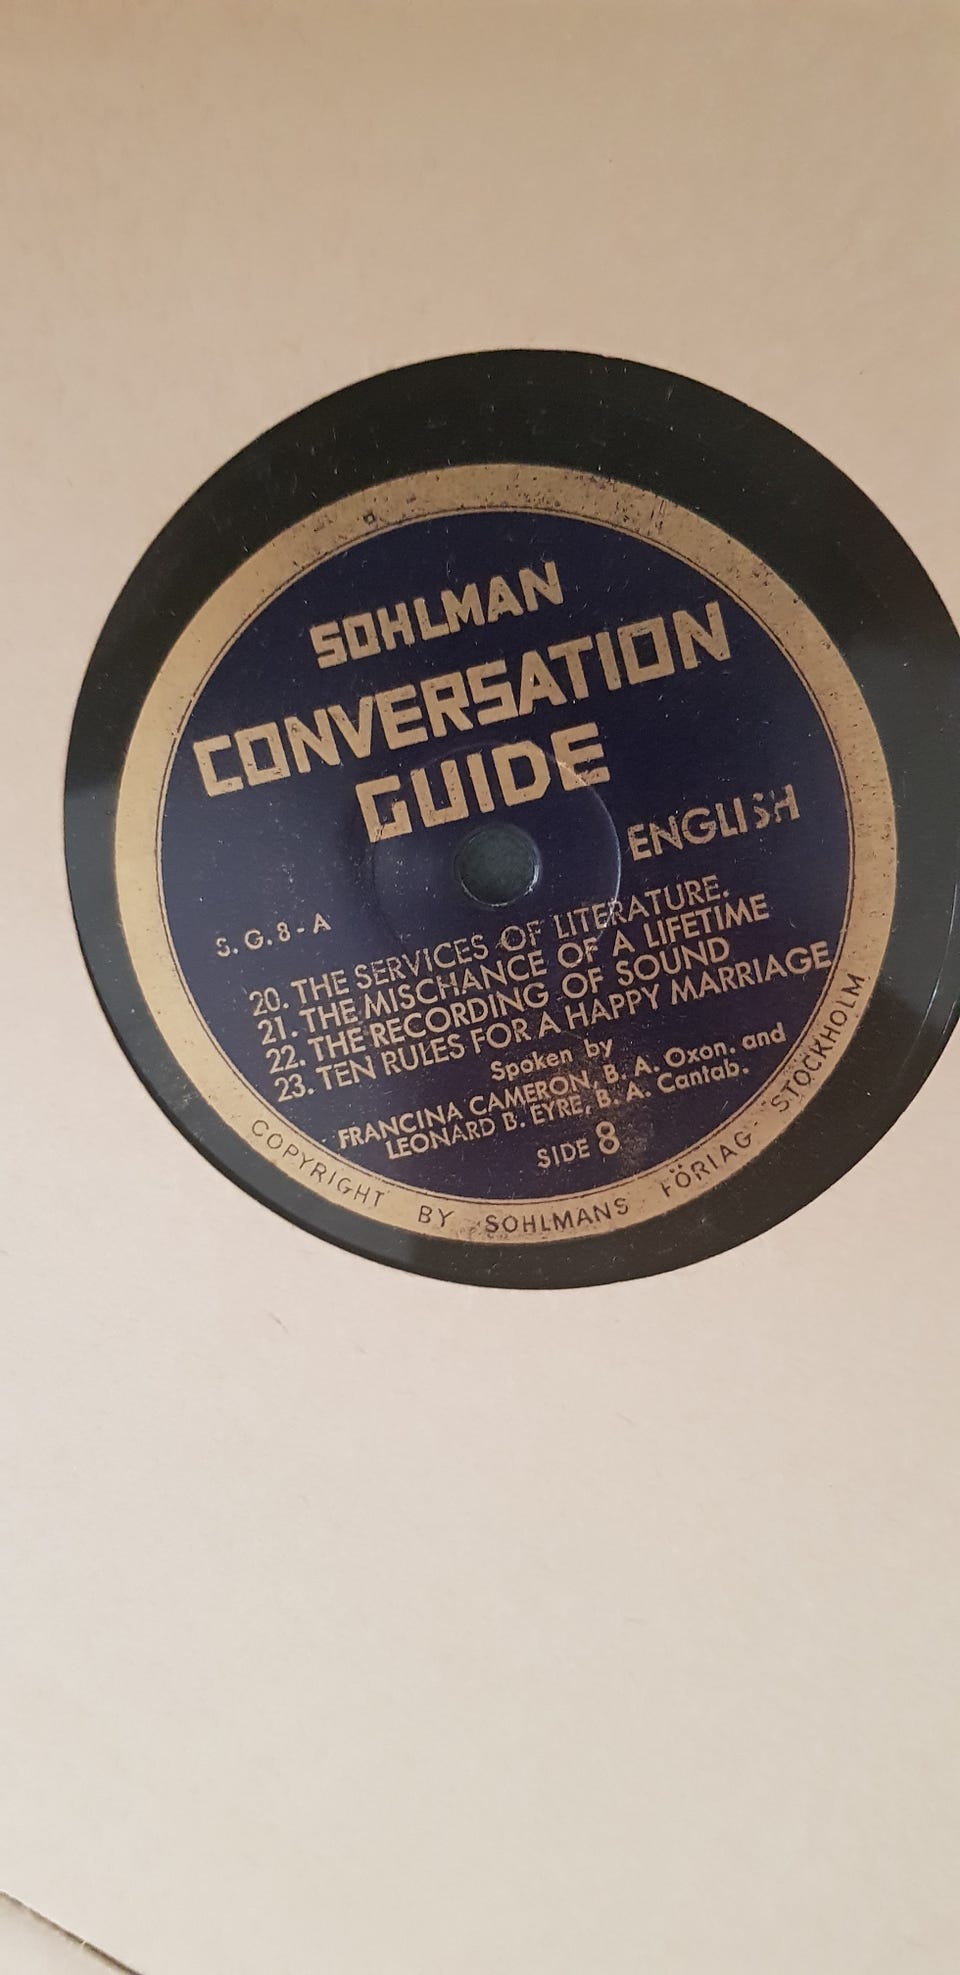 SOHLMAN
CONVERSATION
GUIDE
ENGLISH
S. G. 8 - A
20. THE SERVICES OF LITERATURE.
21. THE MISCHANCE OF A LIFETIME
22. THE RECORDING OF SOUND
23. TEN RULES FOR A HAPPY MARRIAGE
Spoken by
FRANCINA CAMERON, B. A. Oxon. and
LEONARD B. EYRE, B. A. Cantab.
SIDE 8
COPYRIGHT BY SOHLMANS FÖRlAG - STOCKHOLM